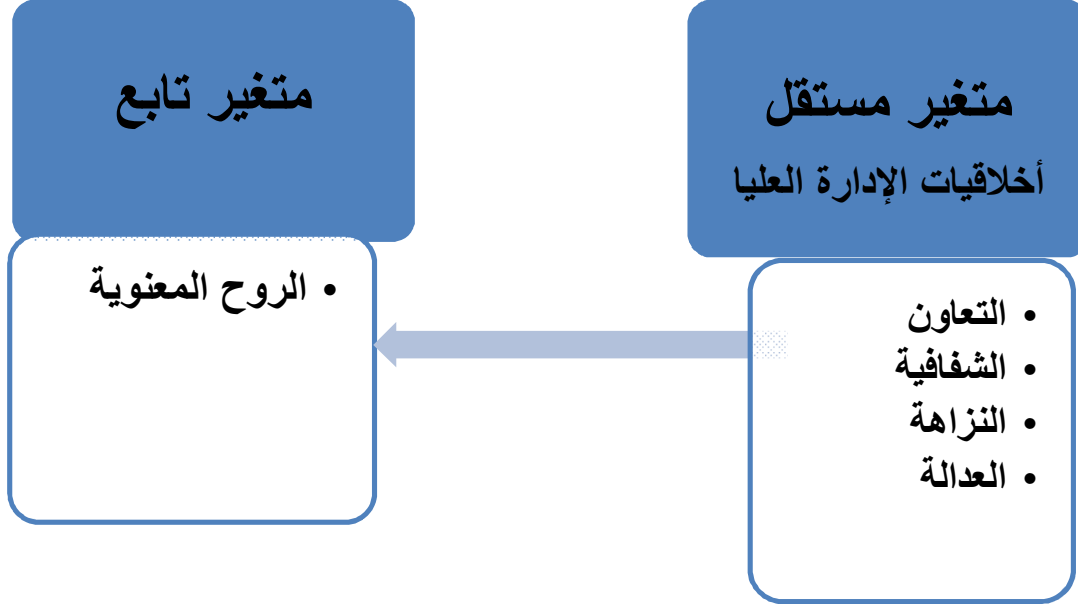 متغير مستقل
أخلاقيات الإدارة العليا
• التعاون
• الشفافية
• النزاهة
• العدالة
متغير تابع
• الروح المعنوية